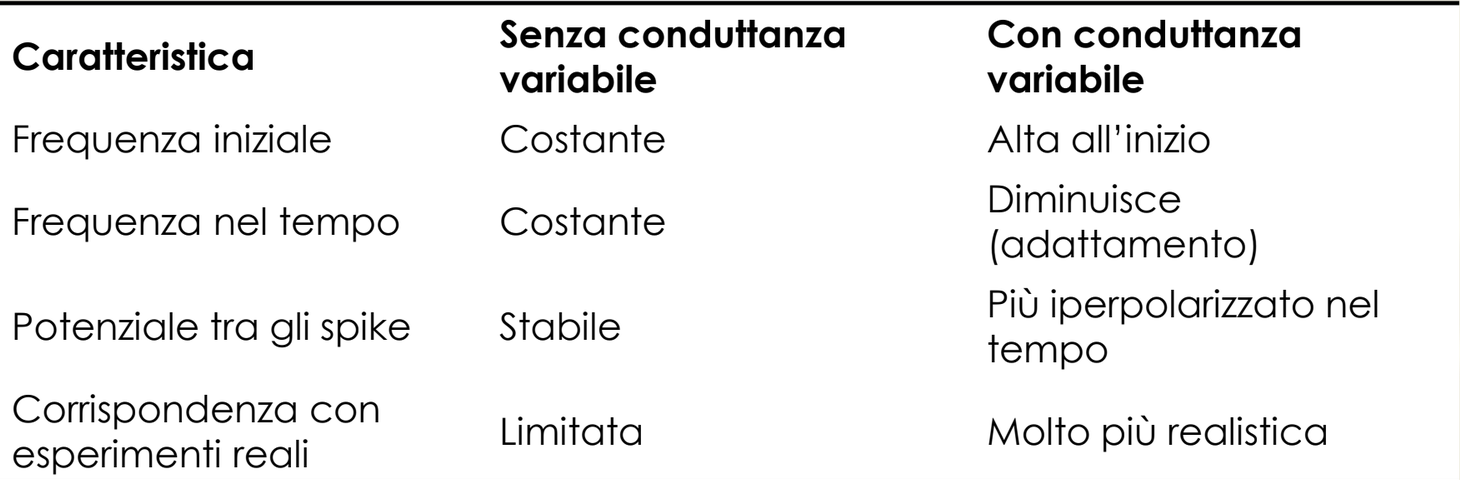 Caratteristica
Senza conduttanza
variabile
Con conduttanza
variabile
Frequenza iniziale
Costante
Alta all’inizio
Frequenza nel tempo
Costante
Diminuisce
(adattamento)
Potenziale tra gli spike
Stabile
Più iperpolarizzato nel
tempo
Corrispondenza con
esperimenti reali
Limitata
Molto più realistica